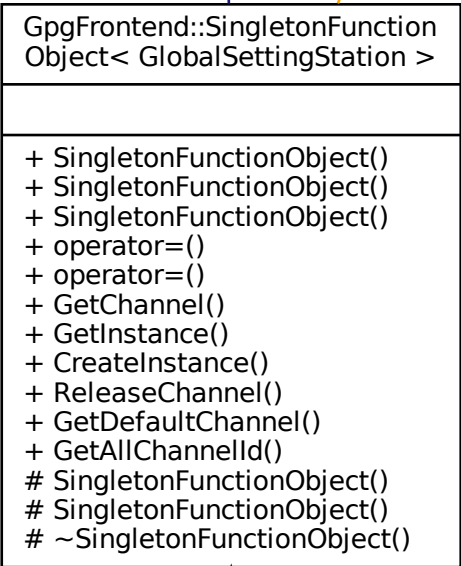 GpgFrontend::SingletonFunction
Object< GlobalSettingStation >
+ SingletonFunctionObject()
+ SingletonFunctionObject()
+ SingletonFunctionObject()
+ operator=()
+ operator=()
+ GetChannel()
+ GetInstance()
+ CreateInstance()
+ ReleaseChannel()
+ GetDefaultChannel()
+ GetAllChannelId()
# SingletonFunctionObject()
# SingletonFunctionObject()
# ~SingletonFunctionObject()